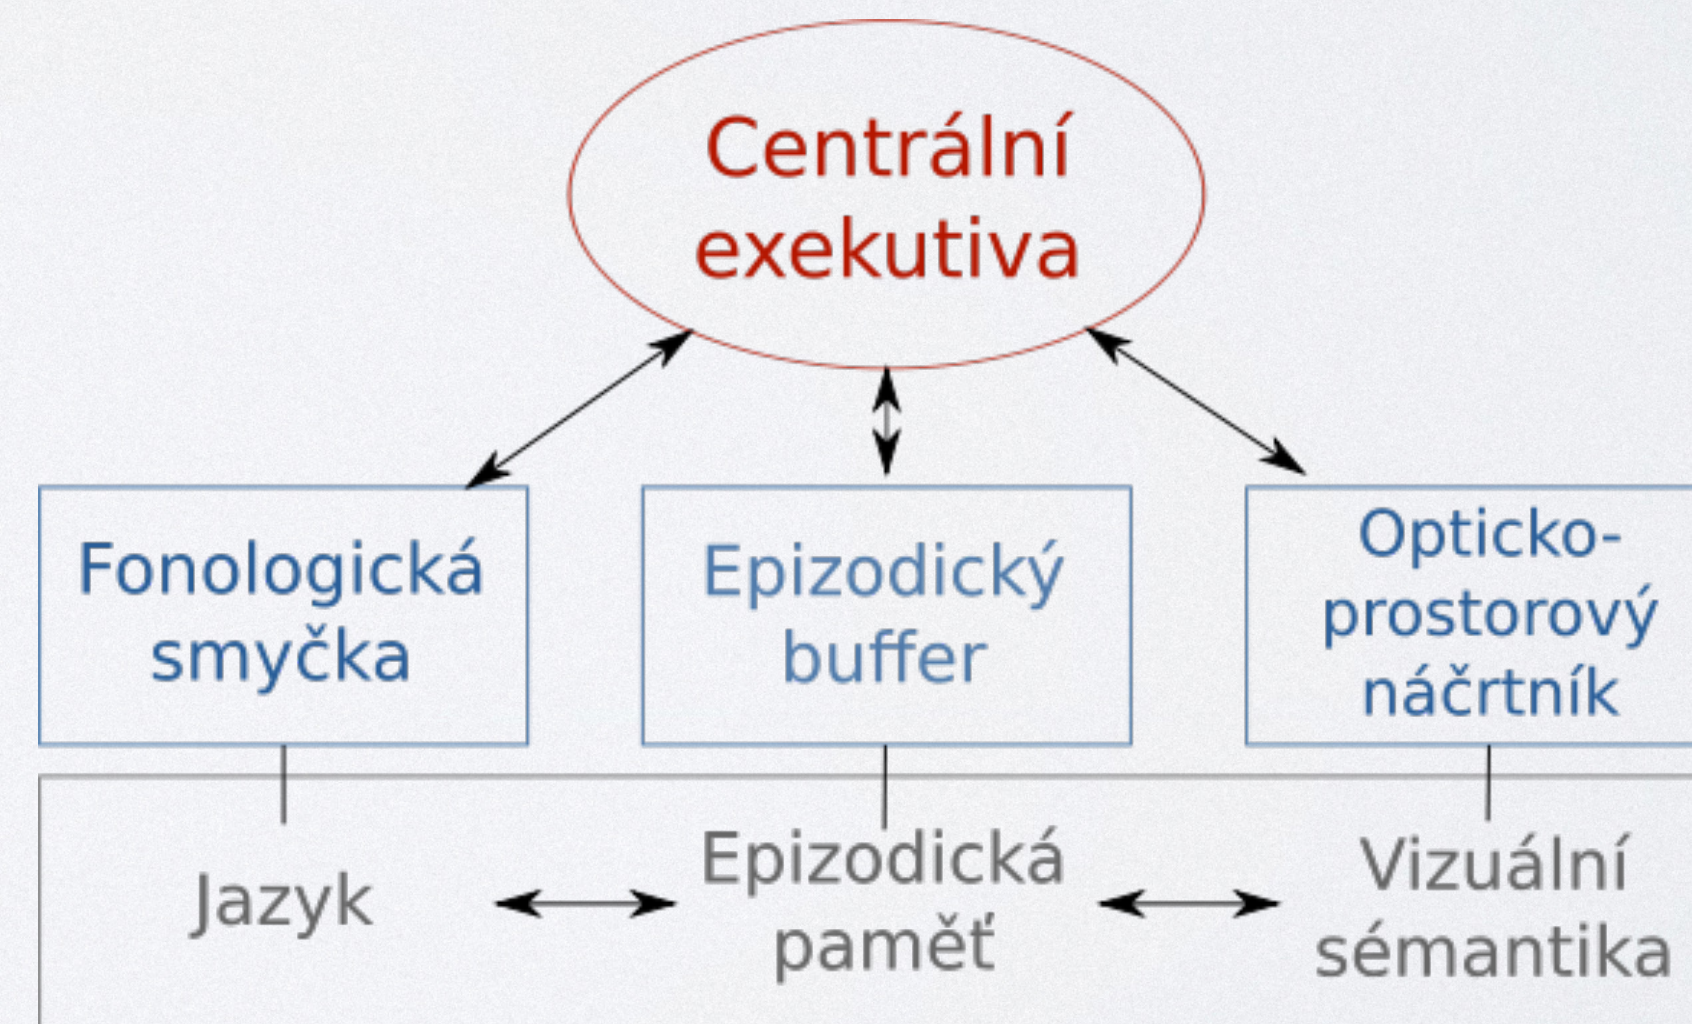 Centrální
exekutiva
Fonologická
smyčka
Epizodický
buffer
Opticko-
prostorový
náčrtník
Jazyk
Epizodická
paměť
Vizuální
sémantika